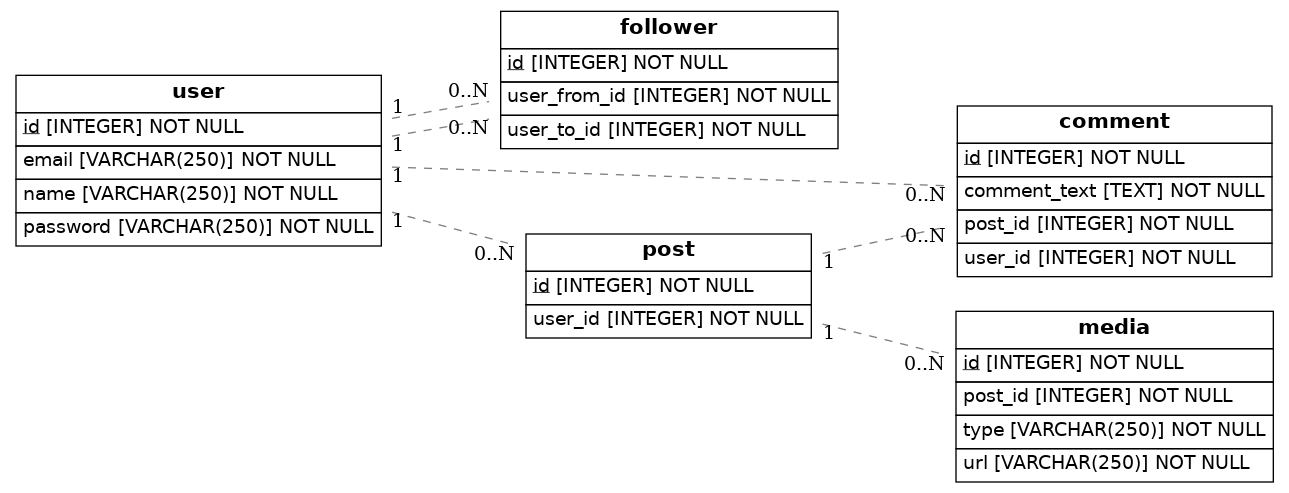 user
id [INTEGER] NOT NULL
email [VARCHAR(250)] NOT NULL
name [VARCHAR(250)] NOT NULL
password [VARCHAR(250)] NOT NULL
1
0..N
1
0..N
1
0..N
1
0..N
follower
id [INTEGER] NOT NULL
user_from_id [INTEGER] NOT NULL
user_to_id [INTEGER] NOT NULL
post
id [INTEGER] NOT NULL
user_id [INTEGER] NOT NULL
1
0..N
1
0..N
comment
id [INTEGER] NOT NULL
comment_text [TEXT] NOT NULL
post_id [INTEGER] NOT NULL
user_id [INTEGER] NOT NULL
media
id [INTEGER] NOT NULL
post_id [INTEGER] NOT NULL
type [VARCHAR(250)] NOT NULL
url [VARCHAR(250)] NOT NULL